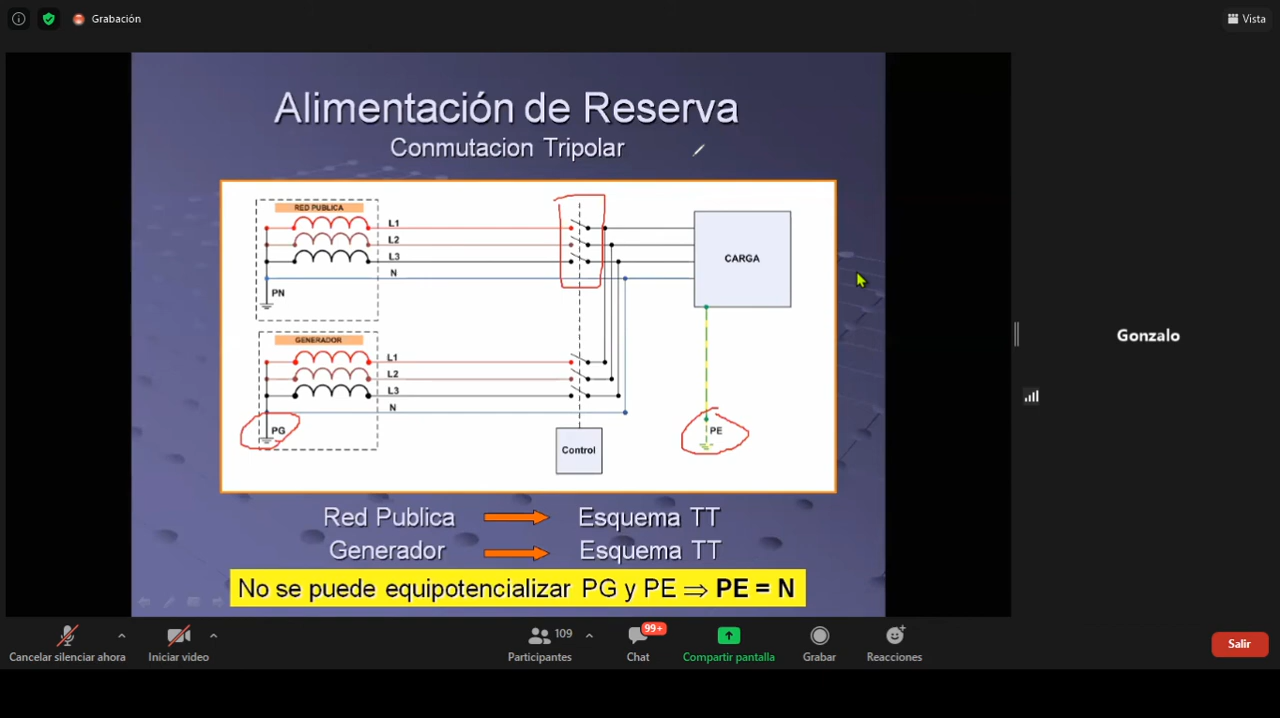 Grabación
Vista
Alimentación de Reserva
Conmutacion Tripolar
RED PUBLICA
L1
L2
L3
N
PN
CARGA
GENERADOR
L1
L2
L3
N
PG
PE
Control
Red Publica Esquema TT
Generador Esquema TT
No se puede equipotencializar PG y PE ⇒ PE = N
Gonzalo
Cancelar silenciar ahora
Iniciar video
109
Participantes
99+
Chat
Compartir pantalla
Grabar
Reacciones
Salir